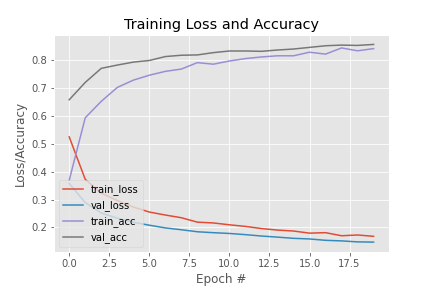 Training Loss and Accuracy
Loss/Accuracy
0.8
0.7
0.6
0.5
0.4
0.3
0.2
train_loss
val_loss
train_acc
val_acc
0.0 2.5 5.0 7.5 10.0 12.5 15.0 17.5
Epoch #